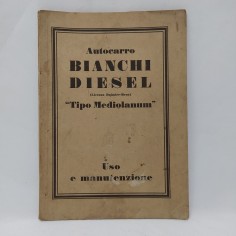 Autocarro
BIANCHI
DIESEL
"Tipo Mediolanum"
Uso
e manutenzione